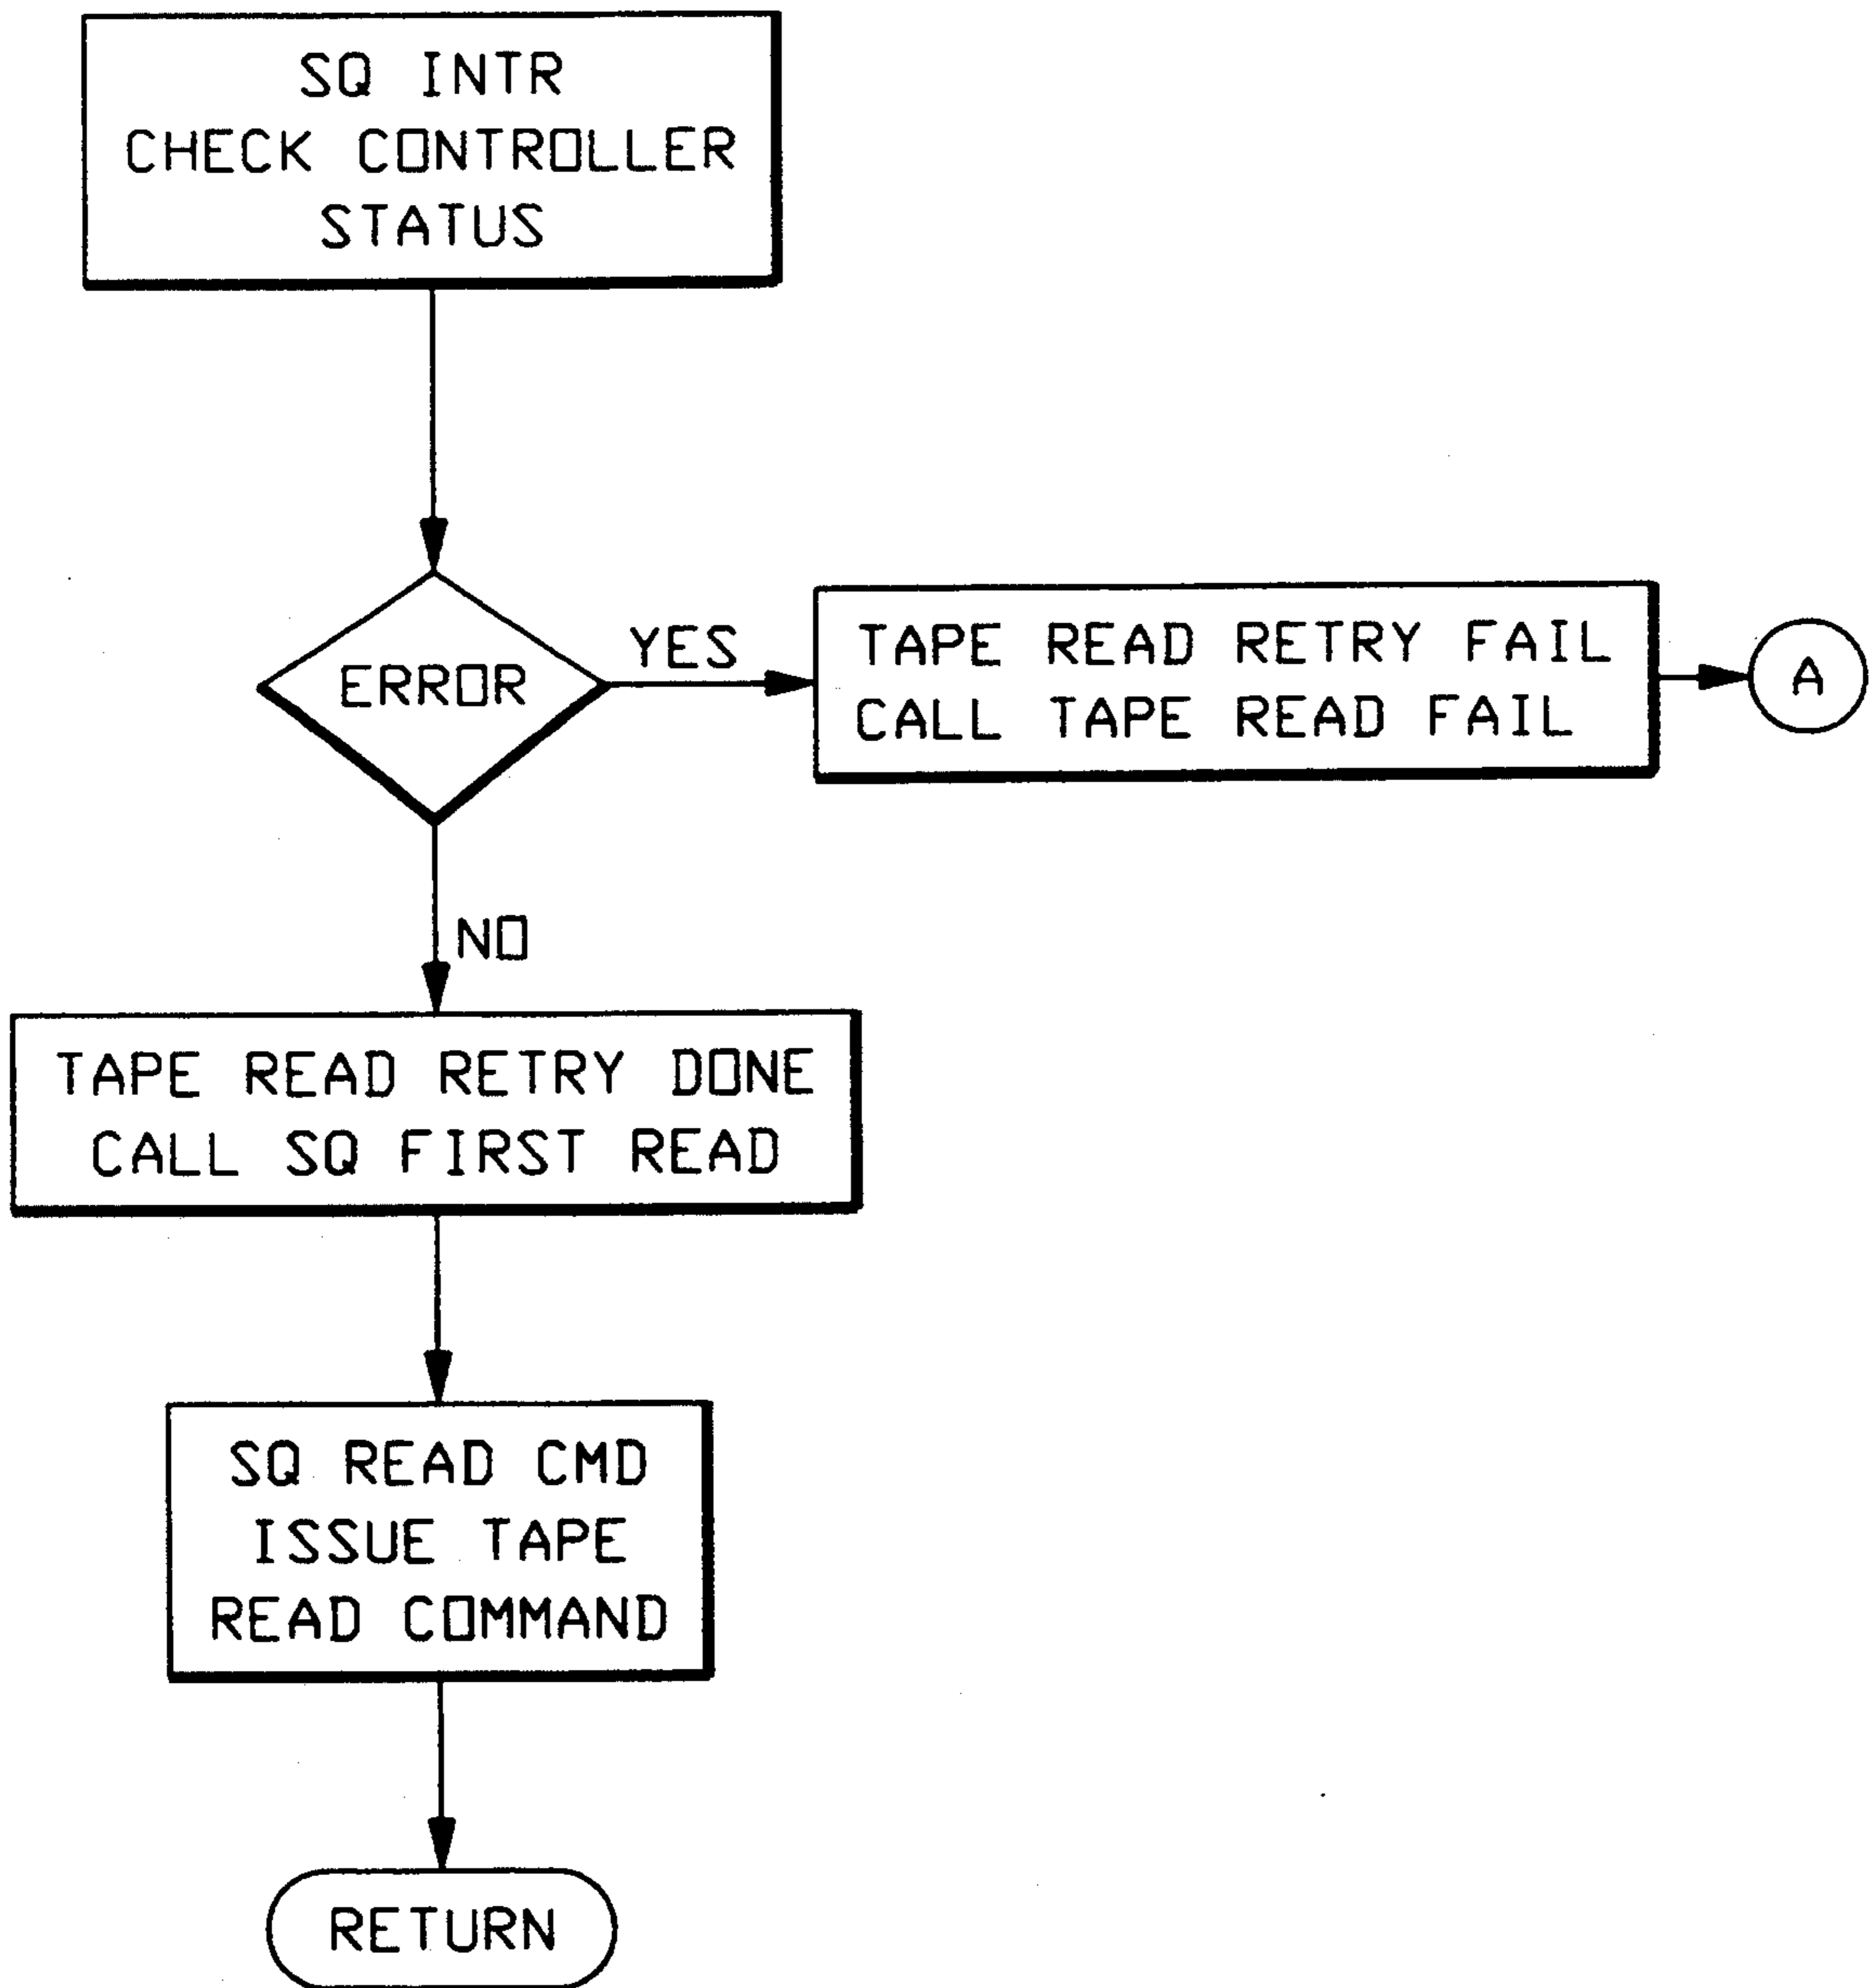 SQ INTR
CHECK CONTROLLER
STATUS
ERROR
YES
TAPE READ RETRY FAIL
CALL TAPE READ FAIL
A
NO
TAPE READ RETRY DONE
CALL SQ FIRST READ
SQ READ CMD
ISSUE TAPE
READ COMMAND
RETURN